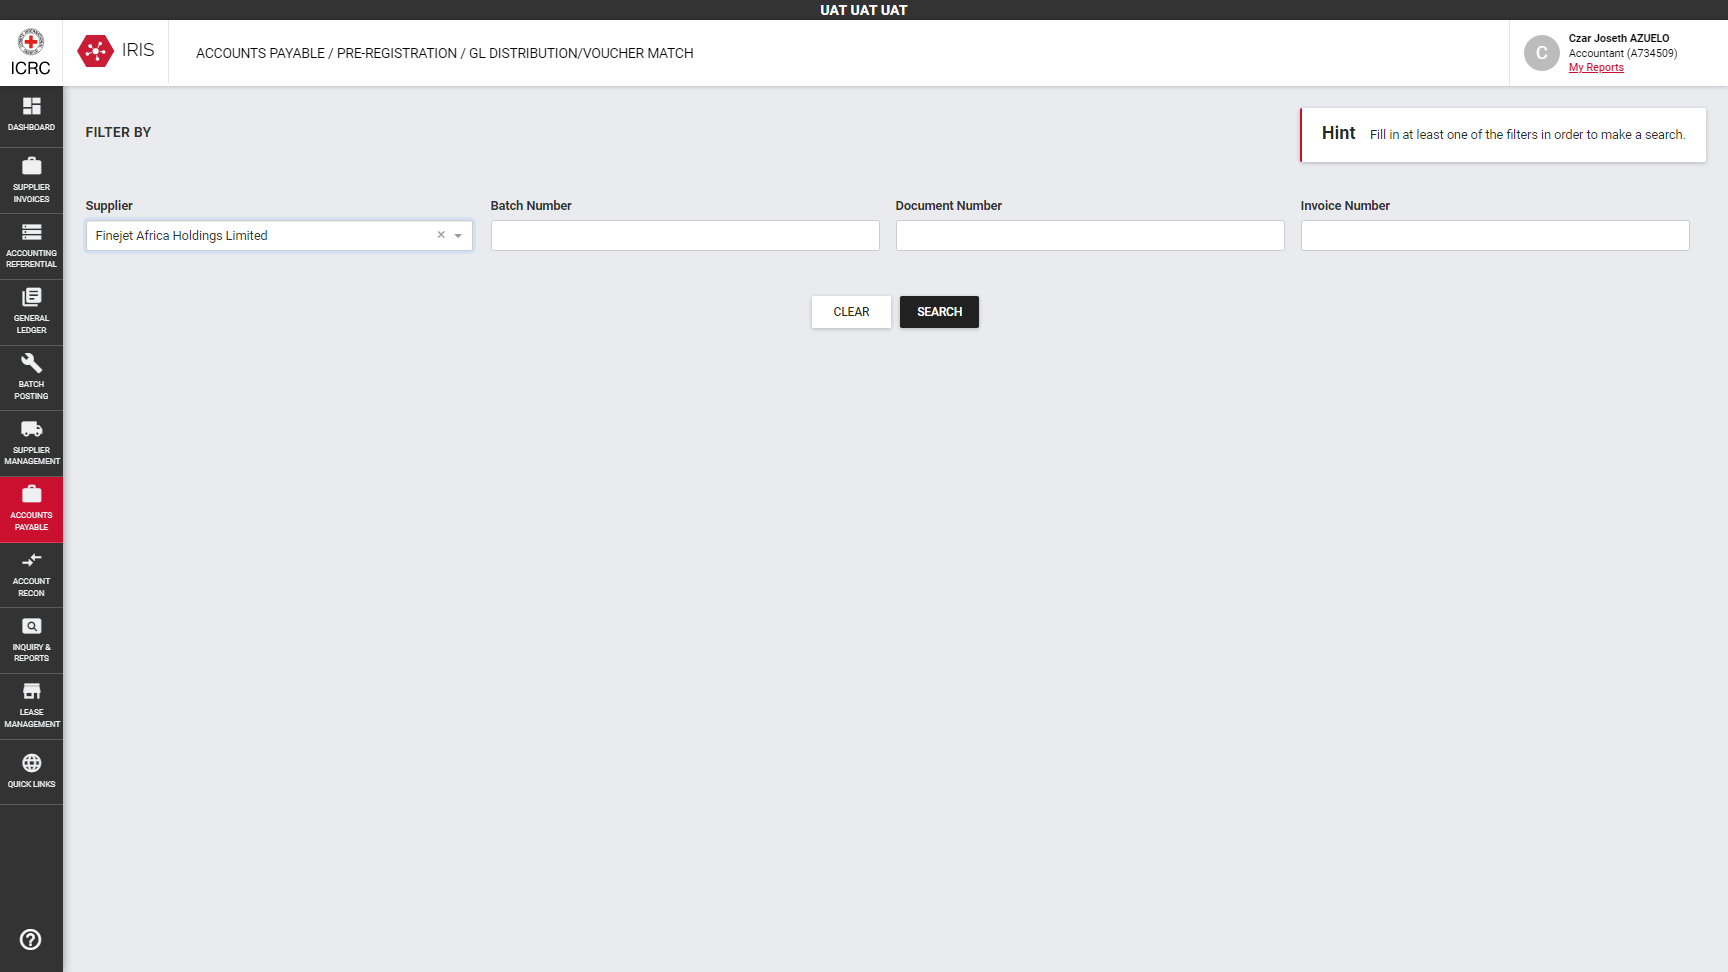 UAT UAT UAT
ICRC
IRIS
ACCOUNTS PAYABLE / PRE-REGISTRATION / GL DISTRIBUTION/VOUCHER MATCH
C
Czar Joseth AZUELO
Accountant (A734509)
My Reports
DASHBOARD
SUPPLIER
INVOICES
ACCOUNTING
REFERENTIAL
GENERAL
LEDGER
BATCH
POSTING
SUPPLIER
MANAGEMENT
ACCOUNTS
PAYABLE
ACCOUNT
RECON
INQUIRY &
REPORTS
LEASE
MANAGEMENT
QUICK LINKS
FILTER BY
Hint Fill in at least one of the filters in order to make a search.
Supplier
Finejet Africa Holdings Limited
Batch Number
Document Number
Invoice Number
CLEAR
SEARCH